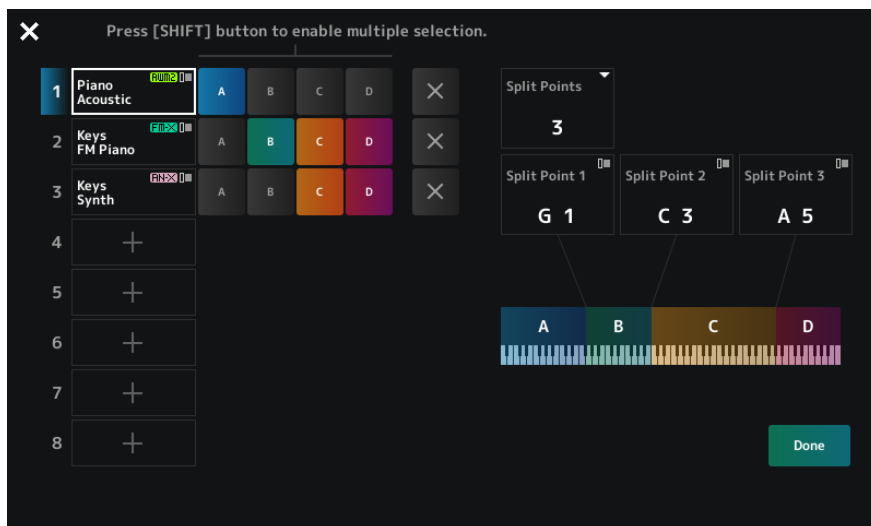 Press [SHIFT] button to enable multiple selection.
1 Piano AWM2
Acoustic
A B C D
2 Keys FM-X
FM Piano
A B C D
3 Keys AN-X
Synth
A B C D
4
5
6
7
8
Split Points
3
Split Point 1 Split Point 2 Split Point 3
G 1 C 3 A 5
A B C D
Done